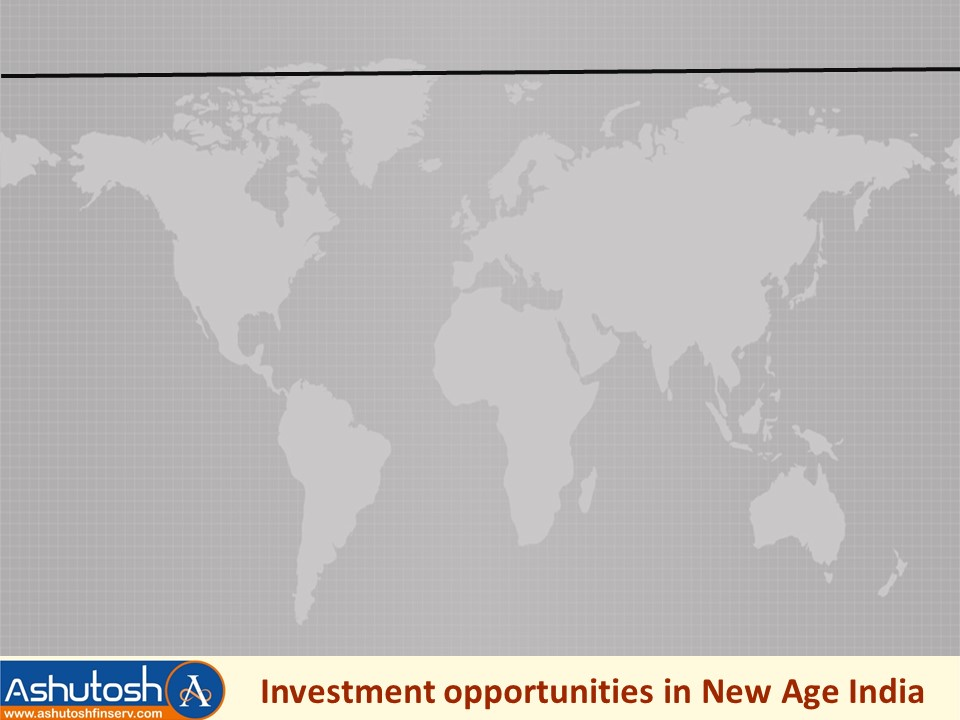 Ashutosh
www.ashutoshfinserv.com
Investment opportunities in New Age India